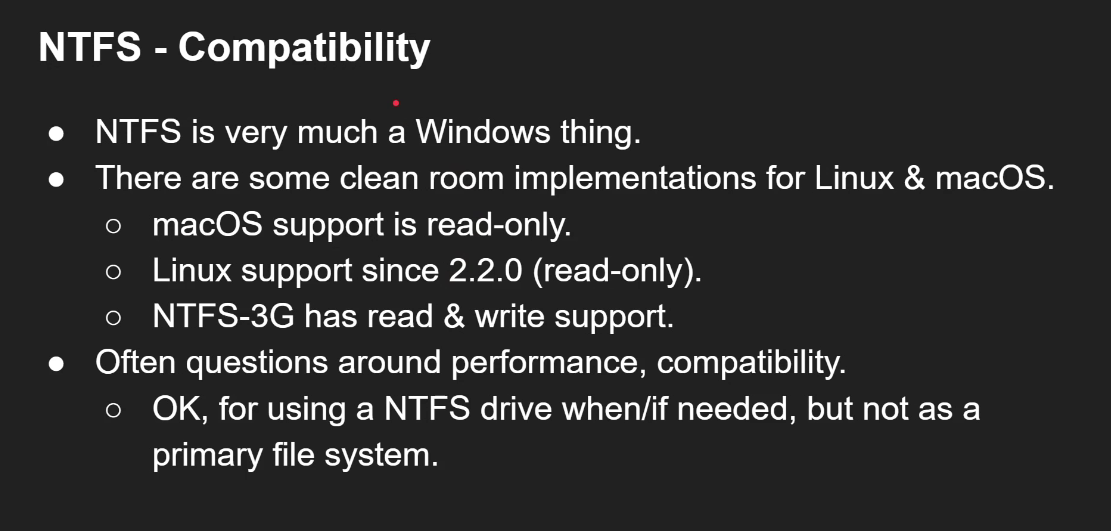 NTFS - Compatibility
● NTFS is very much a Windows thing.
● There are some clean room implementations for Linux & macOS.
○ macOS support is read-only.
○ Linux support since 2.2.0 (read-only).
○ NTFS-3G has read & write support.
● Often questions around performance, compatibility.
○ OK, for using a NTFS drive when/if needed, but not as a
primary file system.